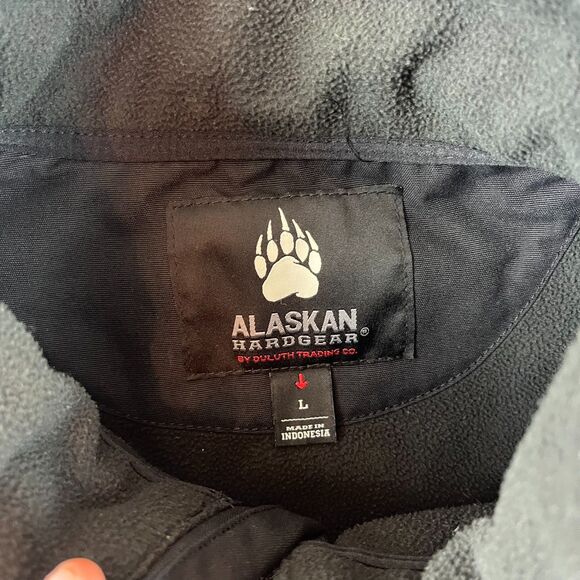 ALASKAN
HARDGEAR®
BY DULUTH TRADING CO.
L
MADE IN
INDONESIA